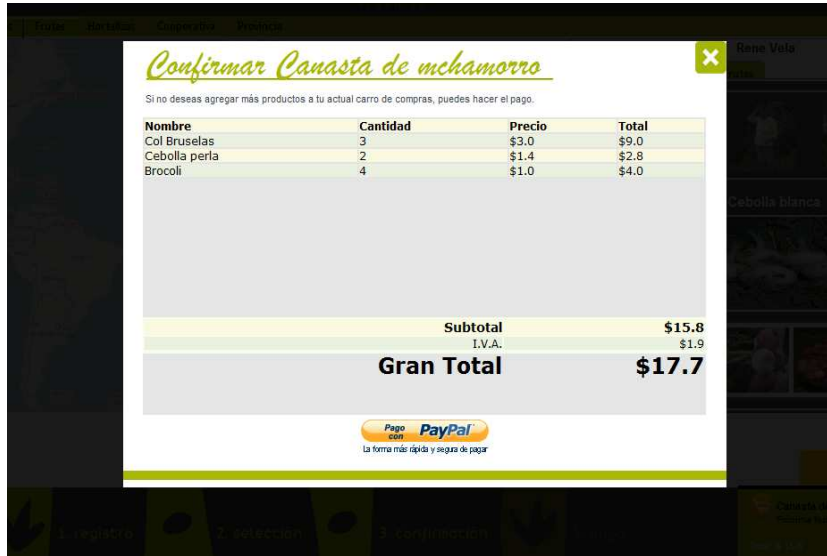 Frutas Hortalizas Cooperativa Provincia
Confirmar Canasta de mchamorro
Rene Vela
Si no deseas agregar más productos a tu actual carro de compras, puedes hacer el pago.
Nombre Cantidad Precio Total
Col Bruselas 3 $3.0 $9.0
Cebolla perla 2 $1.4 $2.8
Brocoli 4 $1.0 $4.0
Cebolla blanca
Subtotal $15.8
I.V.A. $1.9
Gran Total $17.7
Pago con PayPal
La forma más rápida y segura de pagar
1. registro 2. selección 3. confirmación